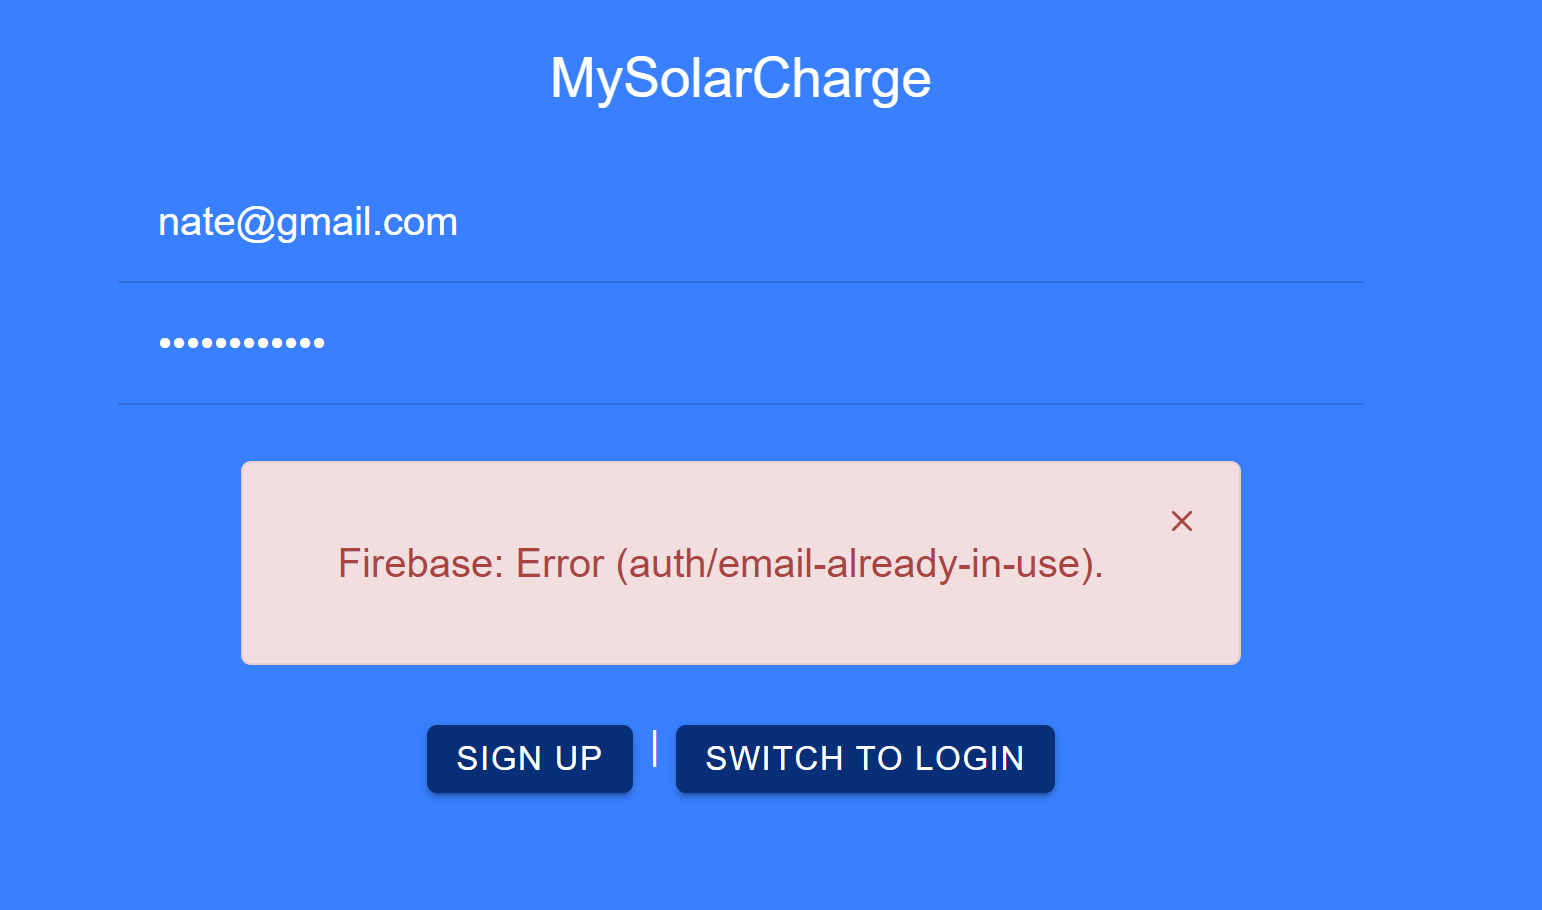 MySolarCharge
nate@gmail.com
••••••••••••
Firebase: Error (auth/email-already-in-use).
SIGN UP | SWITCH TO LOGIN